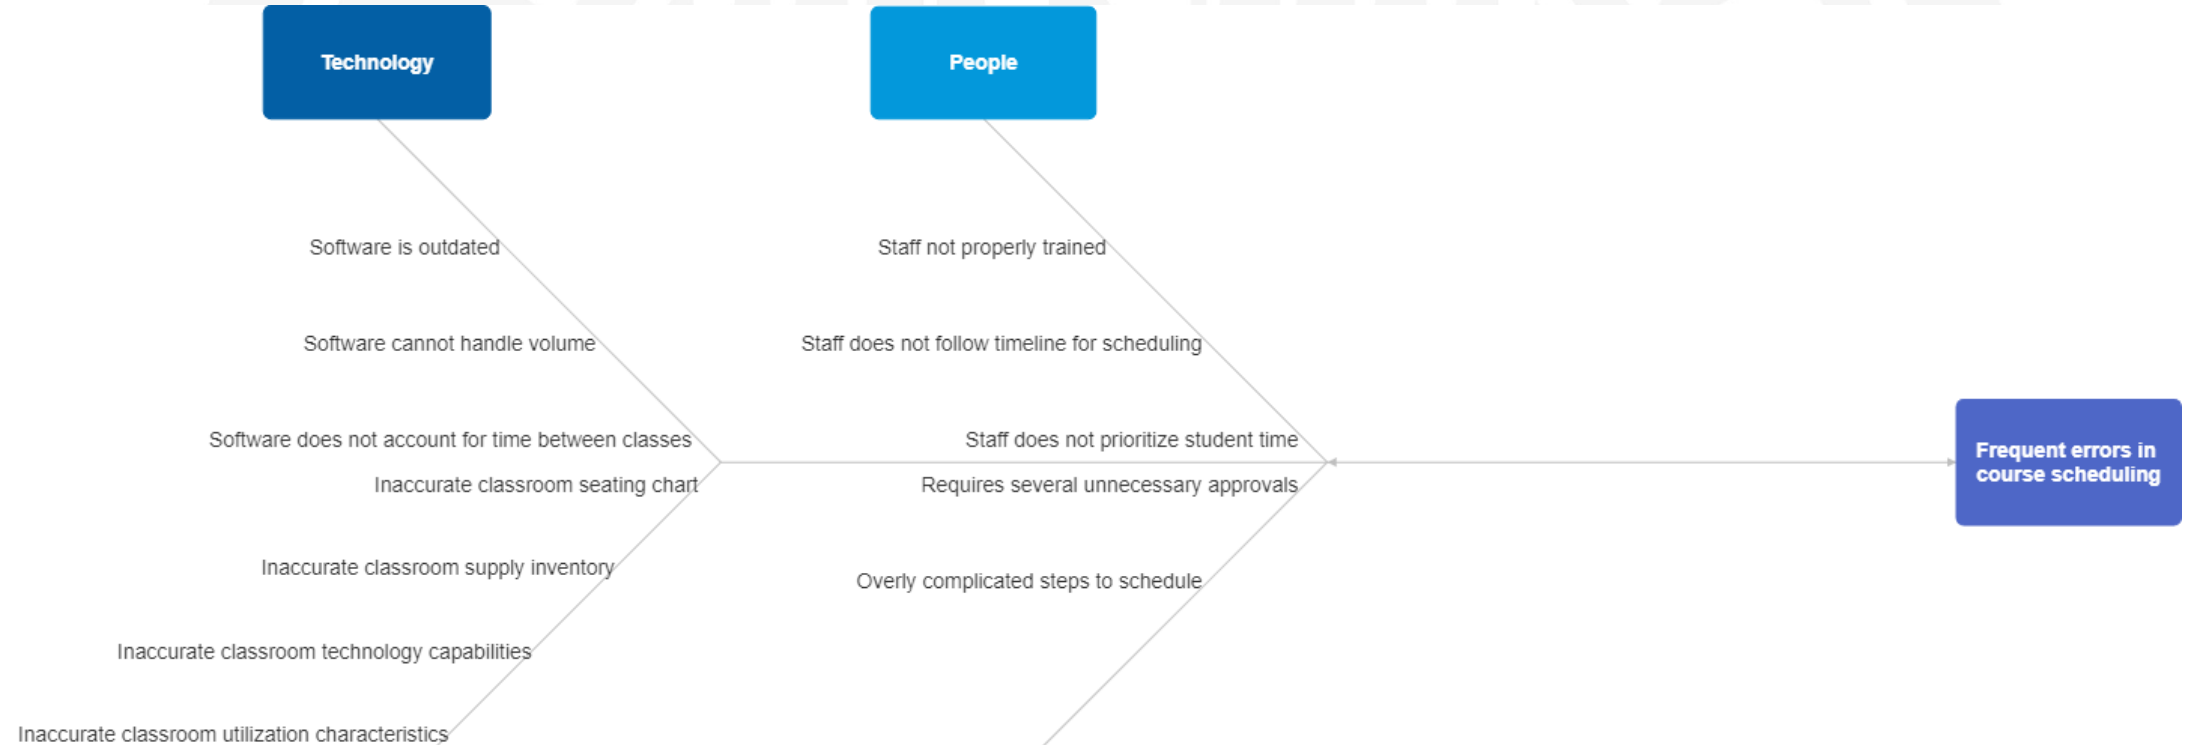 Technology
People
Software is outdated
Staff not properly trained
Software cannot handle volume
Staff does not follow timeline for scheduling
Software does not account for time between classes
Staff does not prioritize student time
Frequent errors in
course scheduling
Inaccurate classroom seating chart
Requires several unnecessary approvals
Inaccurate classroom supply inventory
Overly complicated steps to schedule
Inaccurate classroom technology capabilities
Inaccurate classroom utilization characteristics